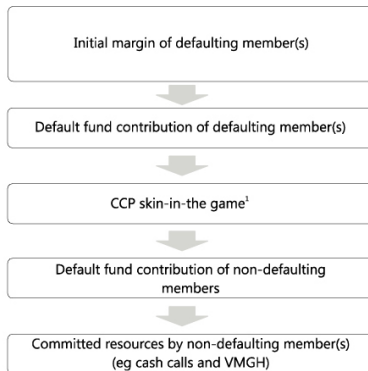 Initial margin of defaulting member(s)
Default fund contribution of defaulting member(s)
CCP skin-in-the game¹
Default fund contribution of non-defaulting
members
Committed resources by non-defaulting member(s)
(eg cash calls and VMGH)